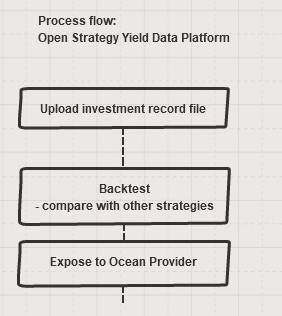 Process flow:
Open Strategy Yield Data Platform
Upload investment record file
Backtest
- compare with other strategies
Expose to Ocean Provider